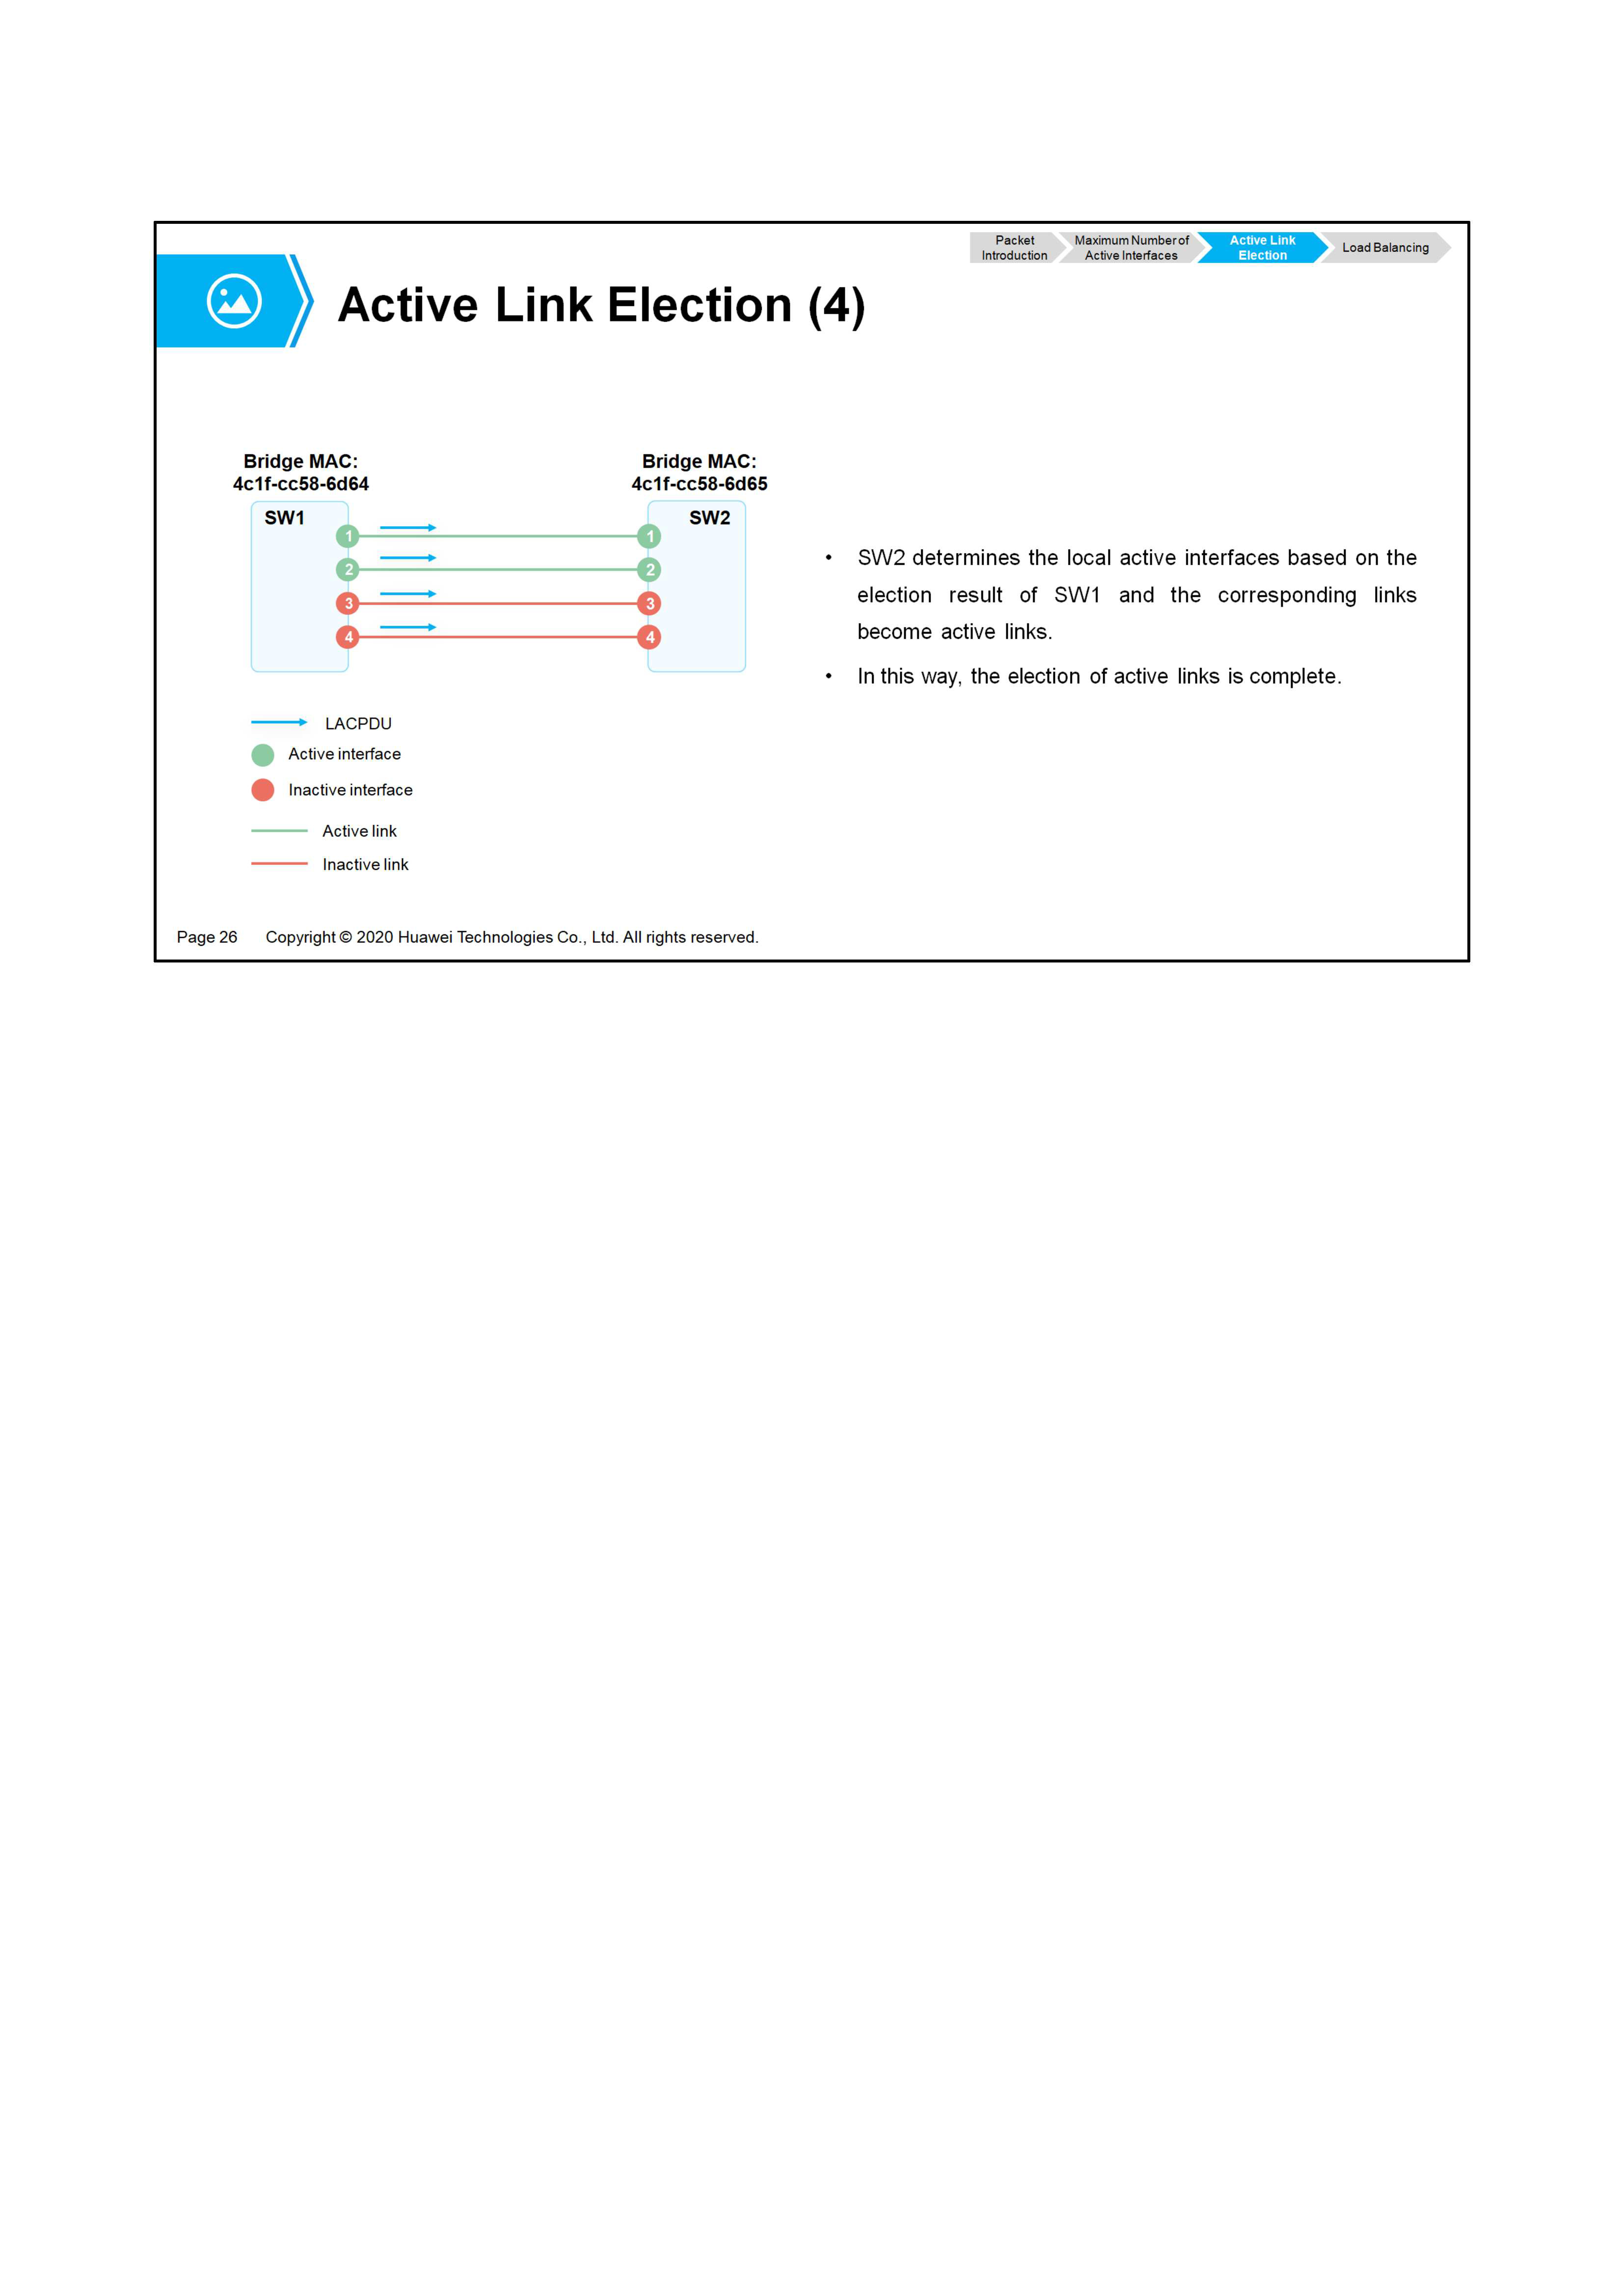 Packet
Introduction
Maximum Number of
Active Interfaces
Active Link
Election
Load Balancing
Active Link Election (4)
Bridge MAC:
4c1f-cc58-6d64
Bridge MAC:
4c1f-cc58-6d65
SW1
SW2
1
1
2
2
3
3
4
4
LACPDU
Active interface
Inactive interface
Active link
Inactive link
• SW2 determines the local active interfaces based on the
election result of SW1 and the corresponding links
become active links.
• In this way, the election of active links is complete.
Page 26 Copyright © 2020 Huawei Technologies Co., Ltd. All rights reserved.